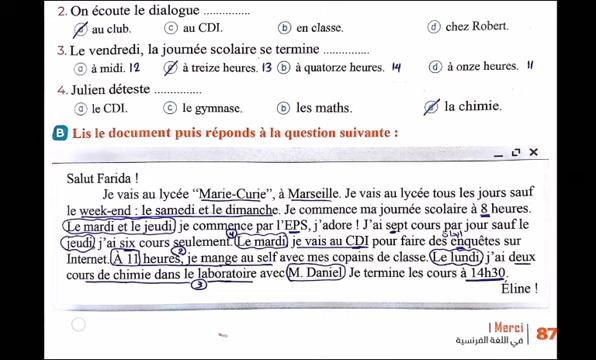 2. On écoute le dialogue ..............
au club. c au CDI. b en classe. d chez Robert.
3. Le vendredi, la journée scolaire se termine ..............
a à midi. 12 à treize heures. 13 b à quatorze heures. 14 d à onze heures. 11
4. Julien déteste ..............
a le CDI. c le gymnase. b les maths. la chimie.
B Lis le document puis réponds à la question suivante :
Salut Farida !
Je vais au lycée “Marie-Curie”, à Marseille. Je vais au lycée tous les jours sauf
le week-end : le samedi et le dimanche. Je commence ma journée scolaire à 8 heures.
Le mardi et le jeudi je commence par l'EPS, j'adore ! J'ai sept cours par jour sauf le
jeudi j'ai six cours seulement. Le mardi je vais au CDI pour faire des enquêtes sur
Internet. À 11 heures, je mange au self avec mes copains de classe. Le lundi j'ai deux
cours de chimie dans le laboratoire avec M. Daniel Je termine les cours à 14h30.
3
Éline !
Merci
في اللغة الفرنسية
87